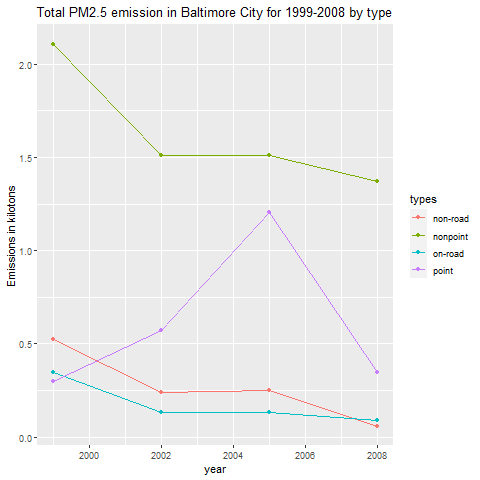 Total PM2.5 emission in Baltimore City for 1999-2008 by type
Emissions in kilotons
2.0
1.5
1.0
0.5
0.0
2000
2002
2004
2006
2008
year
types
non-road
nonpoint
on-road
point